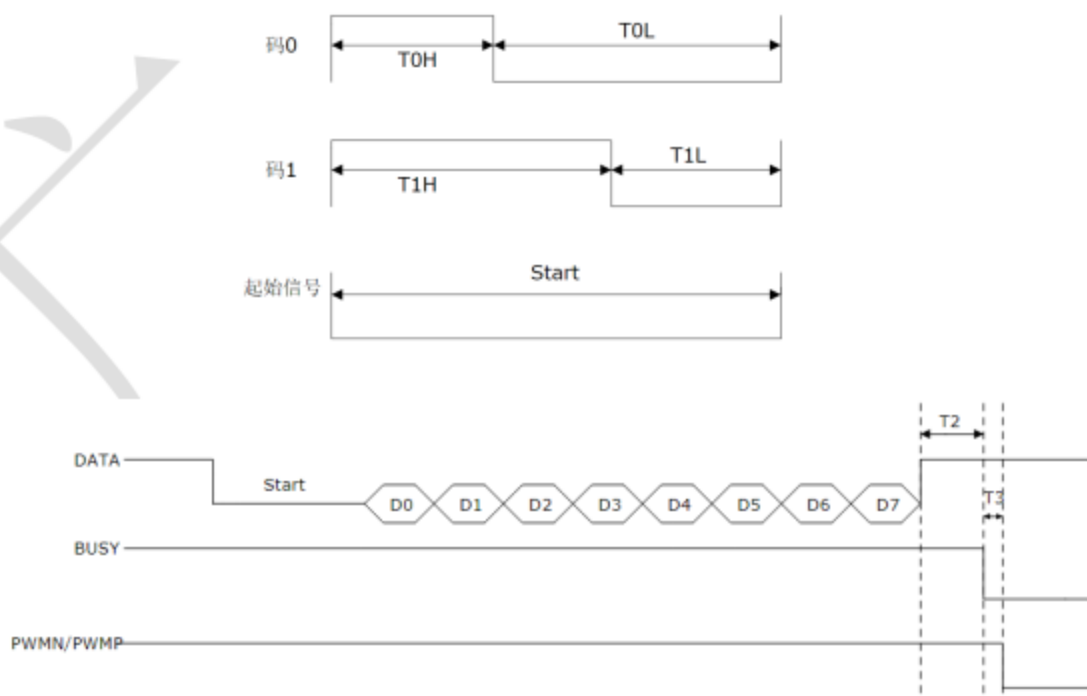 码0
T0H
T0L
码1
T1H
T1L
起始信号
Start
T2
DATA
Start
D0 D1 D2 D3 D4 D5 D6 D7
T3
BUSY
PWMN/PWMP